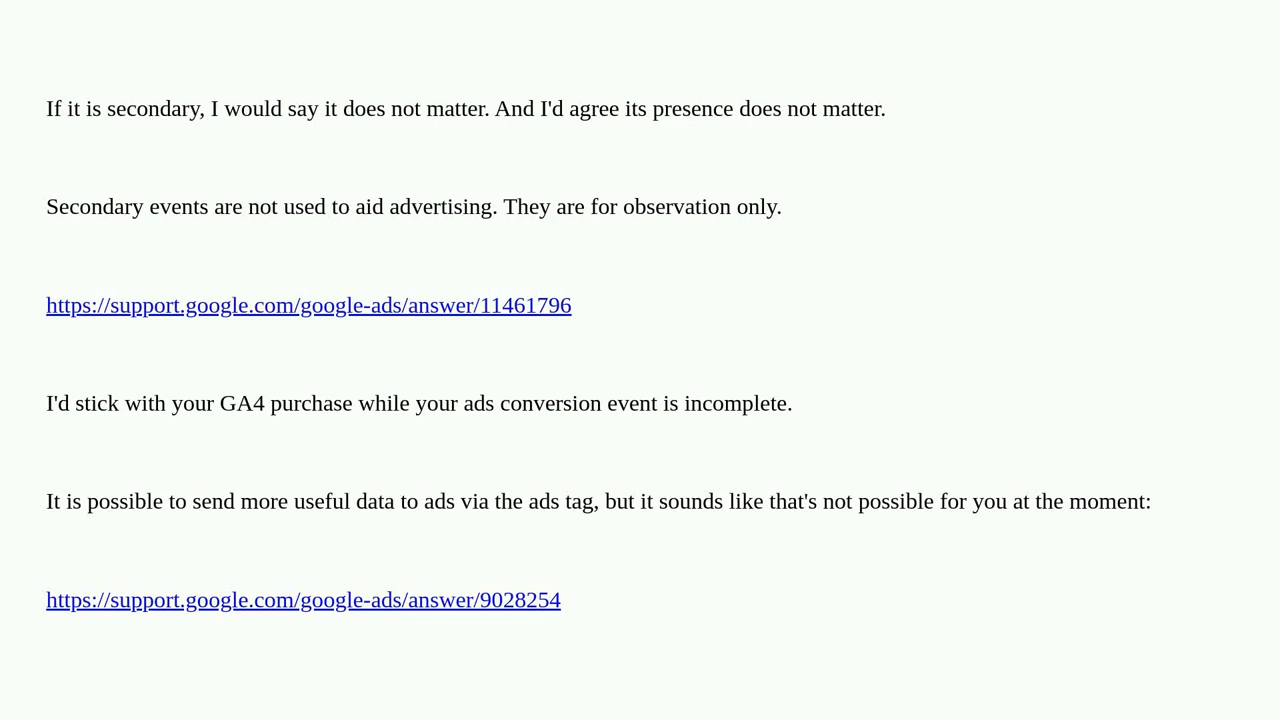 If it is secondary, I would say it does not matter. And I'd agree its presence does not matter.
Secondary events are not used to aid advertising. They are for observation only.
https://support.google.com/google-ads/answer/11461796
I'd stick with your GA4 purchase while your ads conversion event is incomplete.
It is possible to send more useful data to ads via the ads tag, but it sounds like that's not possible for you at the moment:
https://support.google.com/google-ads/answer/9028254